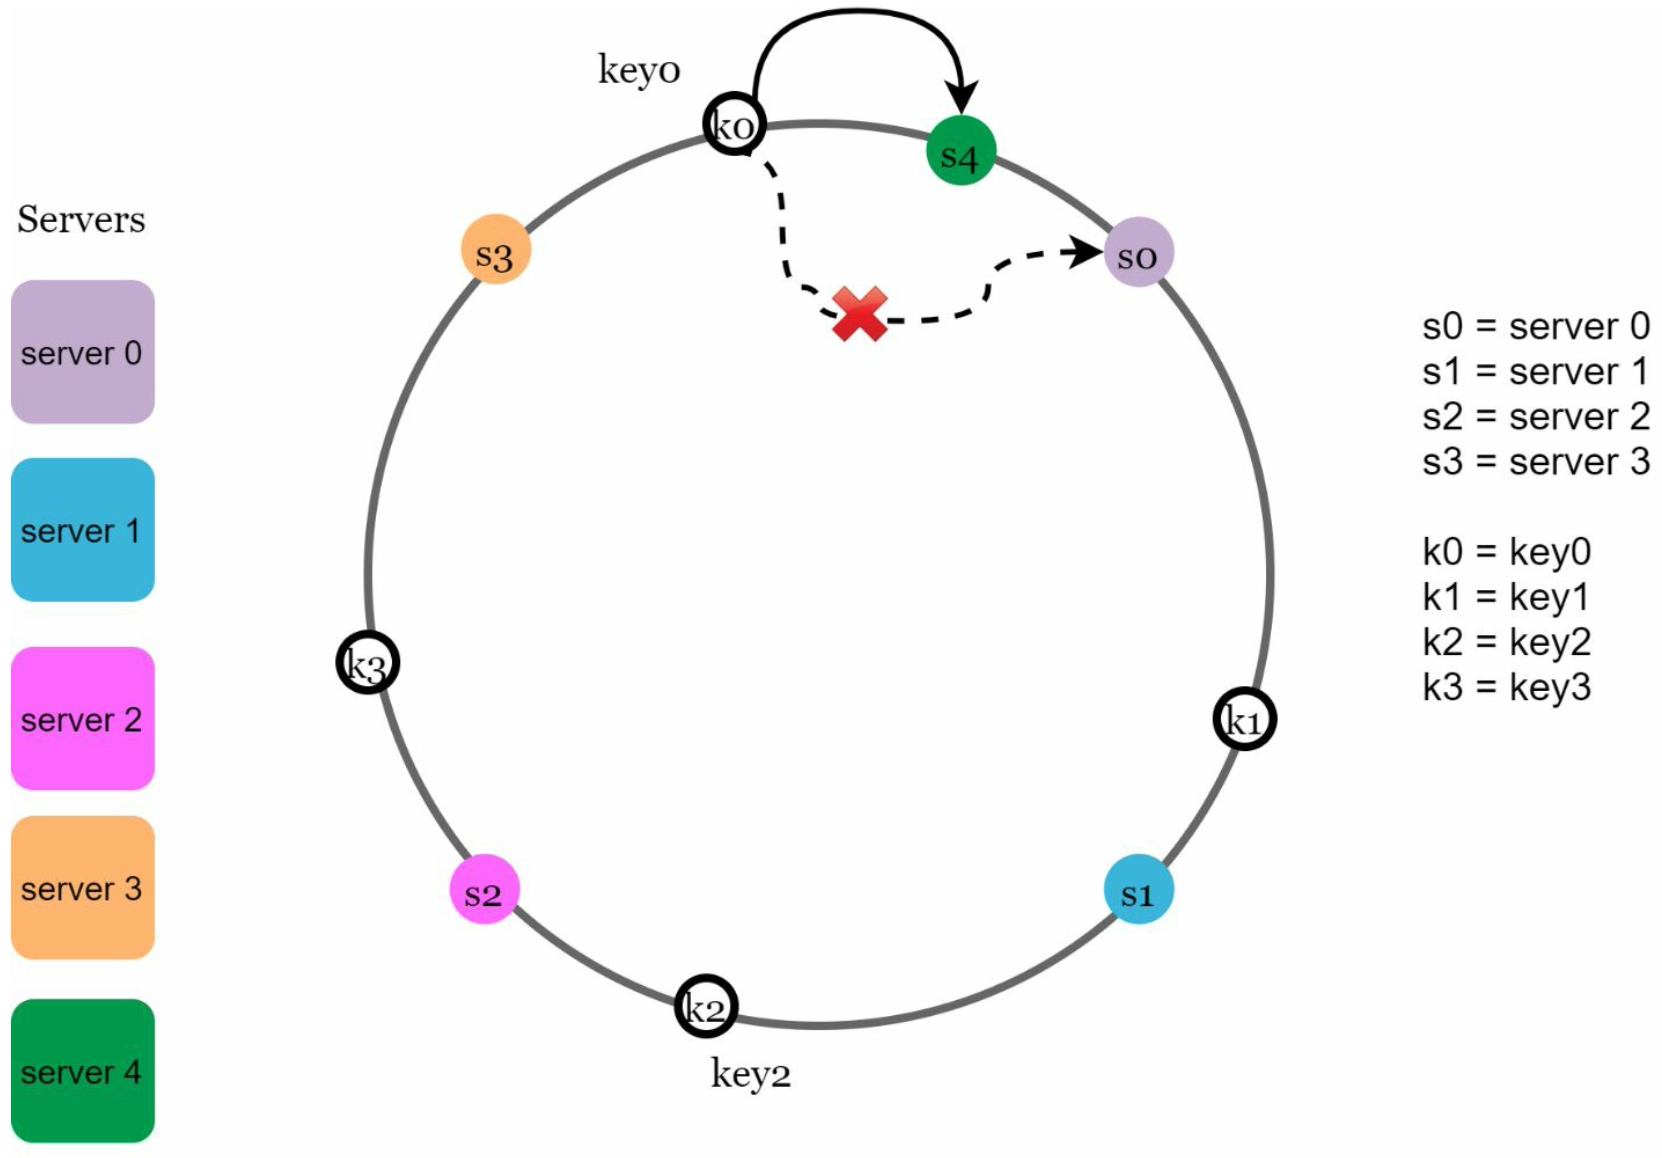 key0
k0
s4
s3
s0
Servers
server 0
server 1
server 2
server 3
server 4
k3
k1
s2
s1
k2
key2
s0 = server 0
s1 = server 1
s2 = server 2
s3 = server 3
k0 = key0
k1 = key1
k2 = key2
k3 = key3